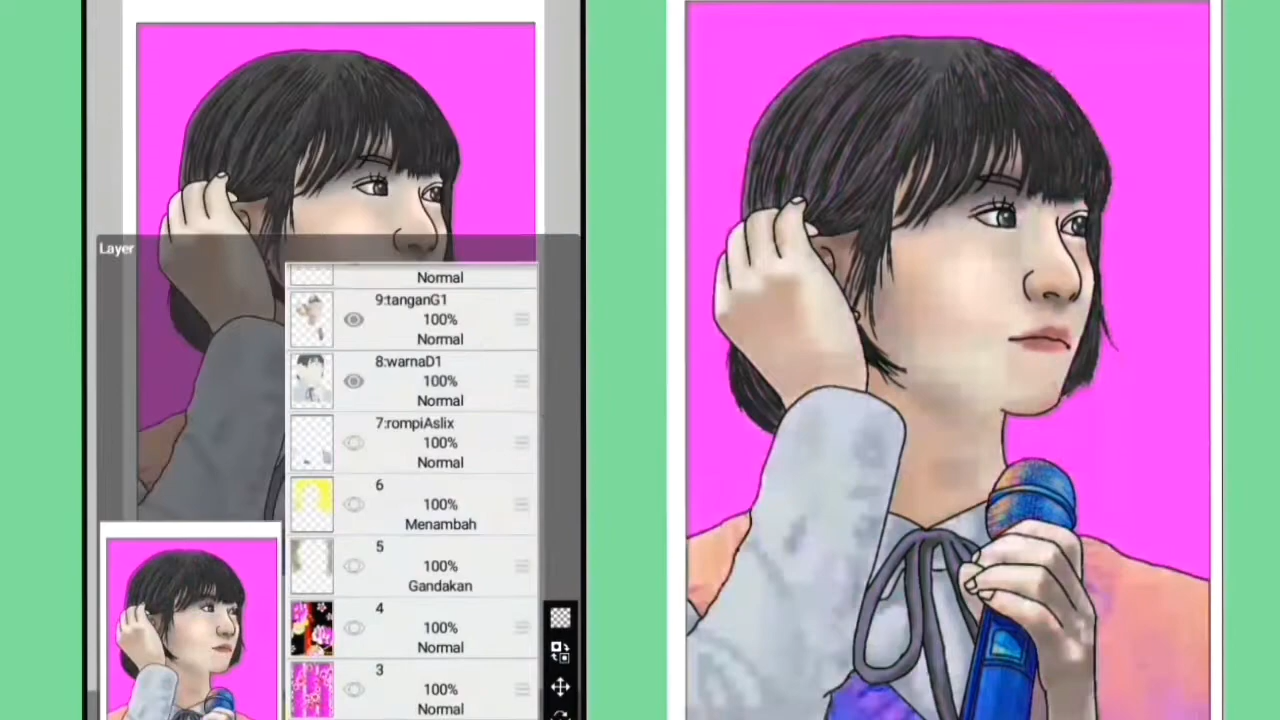 Layer
Normal
9:tanganG1
100%
Normal
8:warnaD1
100%
Normal
7:rompiAslix
100%
Normal
6
100%
Menambah
5
100%
Gandakan
4
100%
Normal
3
100%
Normal